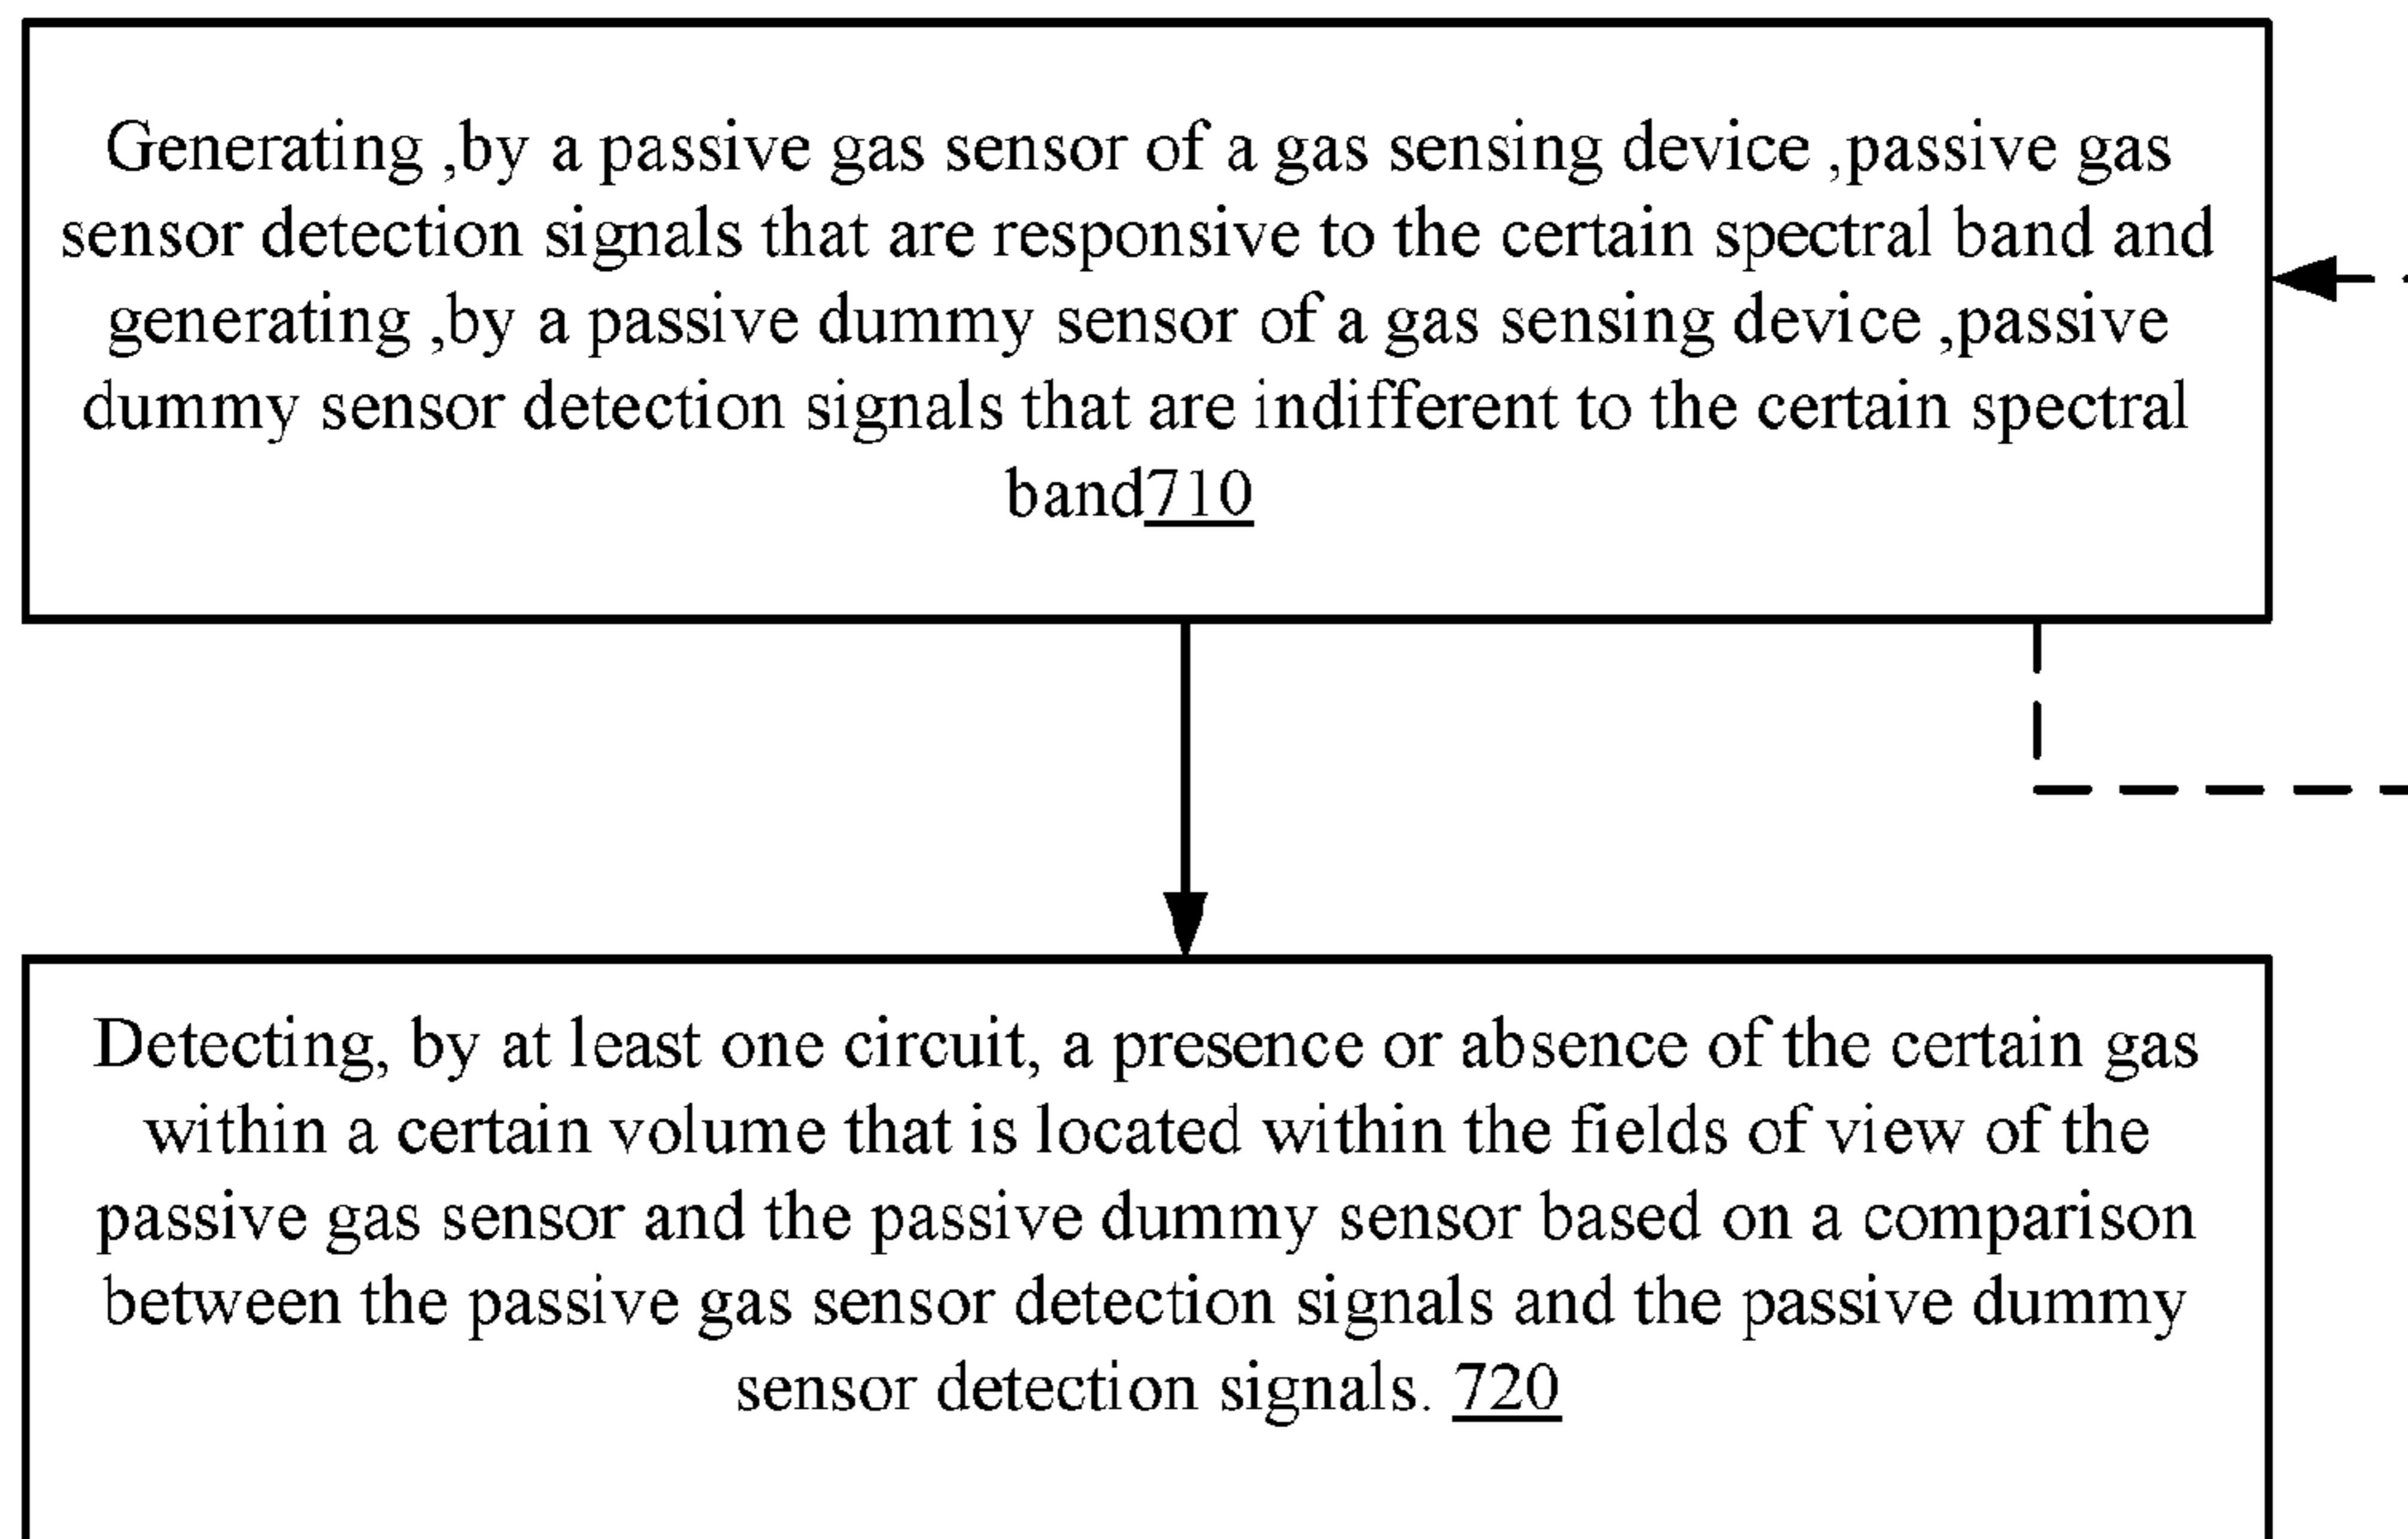 Generating ,by a passive gas sensor of a gas sensing device ,passive gas
sensor detection signals that are responsive to the certain spectral band and
generating ,by a passive dummy sensor of a gas sensing device ,passive
dummy sensor detection signals that are indifferent to the certain spectral
band710
Detecting, by at least one circuit, a presence or absence of the certain gas
within a certain volume that is located within the fields of view of the
passive gas sensor and the passive dummy sensor based on a comparison
between the passive gas sensor detection signals and the passive dummy
sensor detection signals. 720